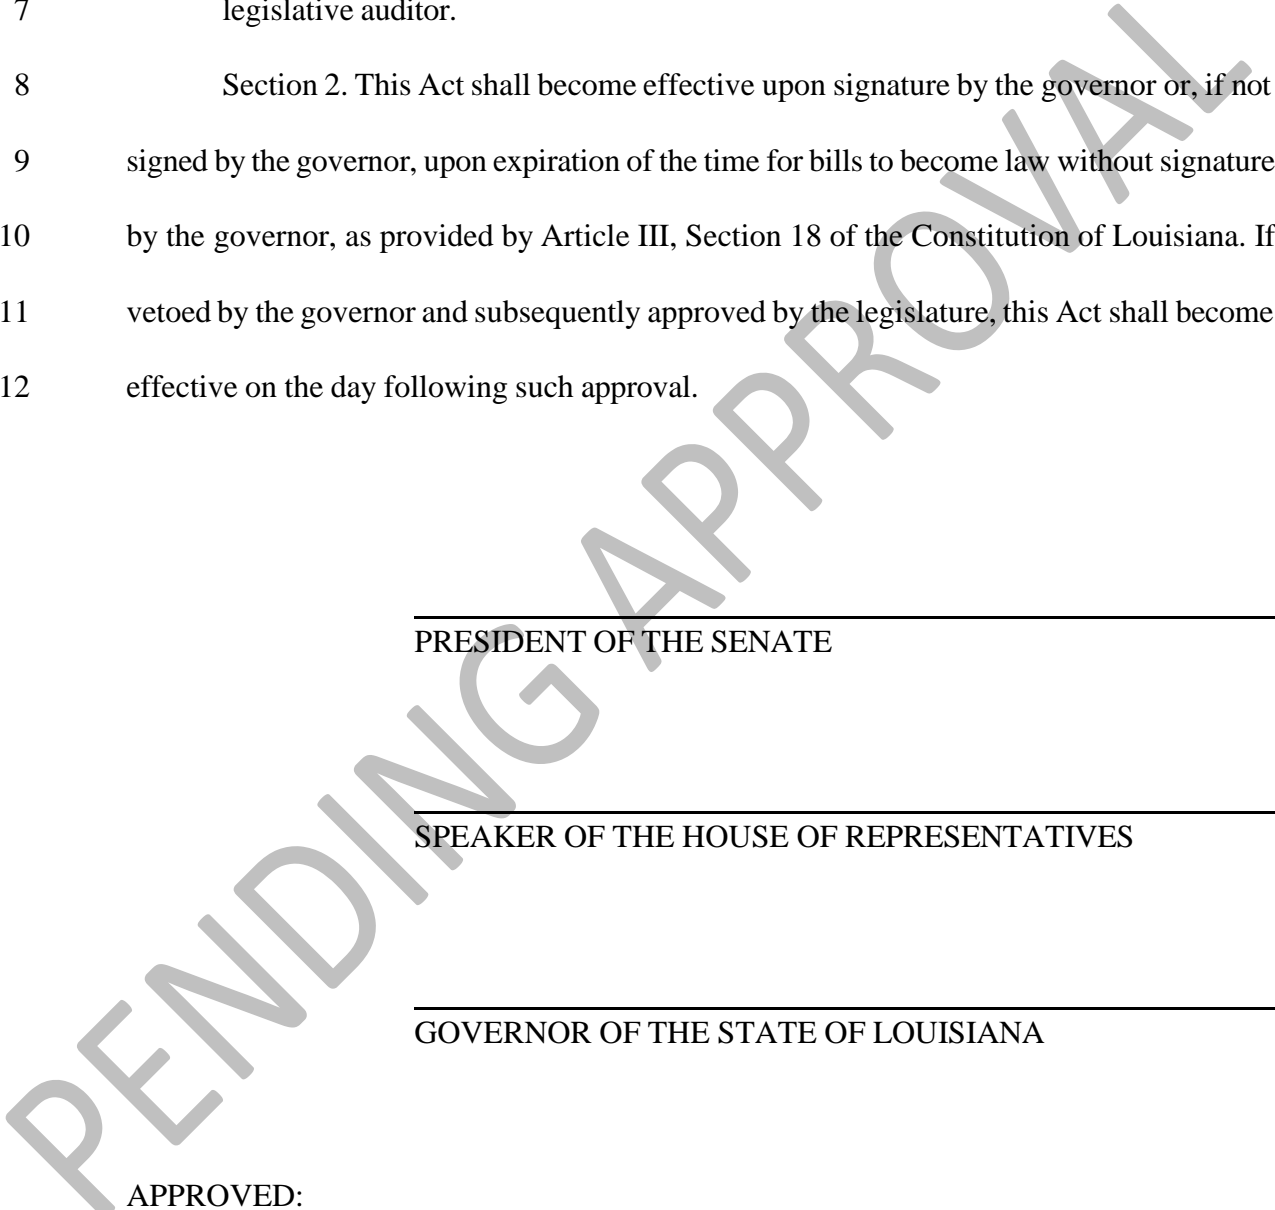 7 legislative auditor.
8 Section 2. This Act shall become effective upon signature by the governor or, if not
9 signed by the governor, upon expiration of the time for bills to become law without signature
10 by the governor, as provided by Article III, Section 18 of the Constitution of Louisiana. If
11 vetoed by the governor and subsequently approved by the legislature, this Act shall become
12 effective on the day following such approval.
PRESIDENT OF THE SENATE
SPEAKER OF THE HOUSE OF REPRESENTATIVES
GOVERNOR OF THE STATE OF LOUISIANA
APPROVED:
PENDING APPROVAL